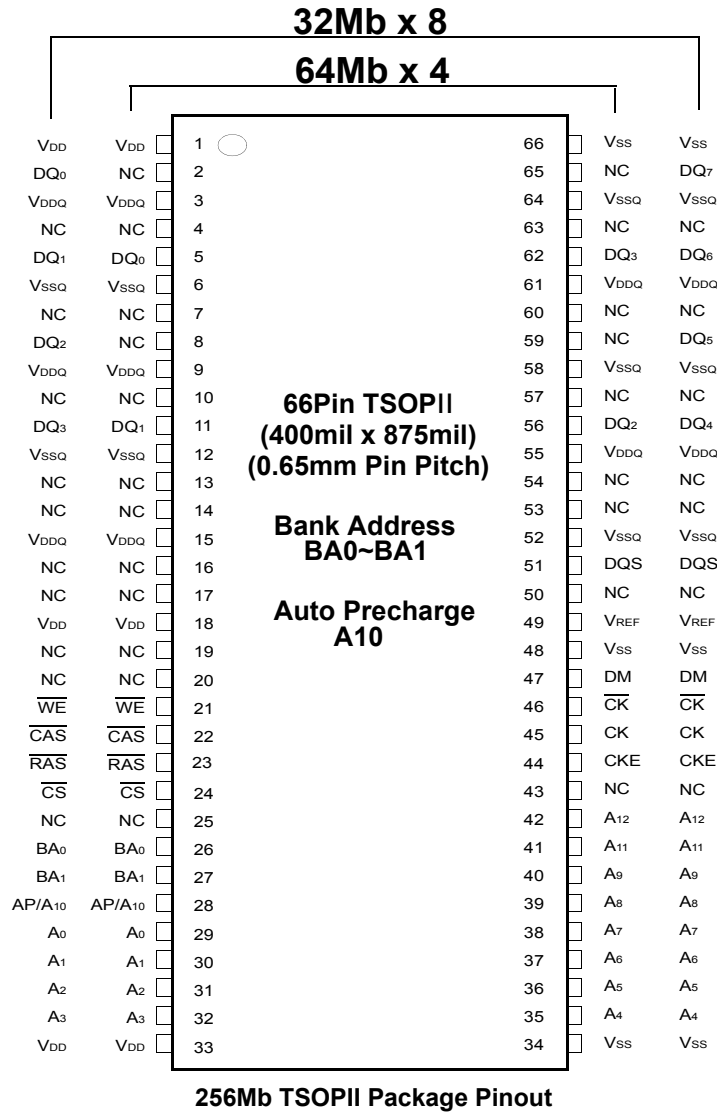 32Mb x 8
64Mb x 4
VDD VDD 1 66 VSS VSS
DQ0 NC 2 65 NC DQ7
VDDQ VDDQ 3 64 VSSQ VSSQ
NC NC 4 63 NC NC
DQ1 DQ0 5 62 DQ3 DQ6
VSSQ VSSQ 6 61 VDDQ VDDQ
NC NC 7 60 NC NC
DQ2 NC 8 59 NC DQ5
VDDQ VDDQ 9 58 VSSQ VSSQ
NC NC 10 57 NC NC
66Pin TSOPII
DQ3 DQ1 11 56 DQ2 DQ4
(400mil x 875mil)
VSSQ VSSQ 12 55 VDDQ VDDQ
(0.65mm Pin Pitch)
NC NC 13 54 NC NC
NC NC 14 53 NC NC
Bank Address
VDDQ VDDQ 15 52 VSSQ VSSQ
BA0~BA1
NC NC 16 51 DQS DQS
NC NC 17 50 NC NC
Auto Precharge
VDD VDD 18 49 VREF VREF
A10
NC NC 19 48 VSS VSS
NC NC 20 47 DM DM
W̅E̅ W̅E̅ 21 46 C̅K̅ C̅K̅
C̅A̅S̅ C̅A̅S̅ 22 45 CK CK
R̅A̅S̅ R̅A̅S̅ 23 44 CKE CKE
C̅S̅ C̅S̅ 24 43 NC NC
NC NC 25 42 A12 A12
BA0 BA0 26 41 A11 A11
BA1 BA1 27 40 A9 A9
AP/A10 AP/A10 28 39 A8 A8
A0 A0 29 38 A7 A7
A1 A1 30 37 A6 A6
A2 A2 31 36 A5 A5
A3 A3 32 35 A4 A4
VDD VDD 33 34 VSS VSS
256Mb TSOPII Package Pinout